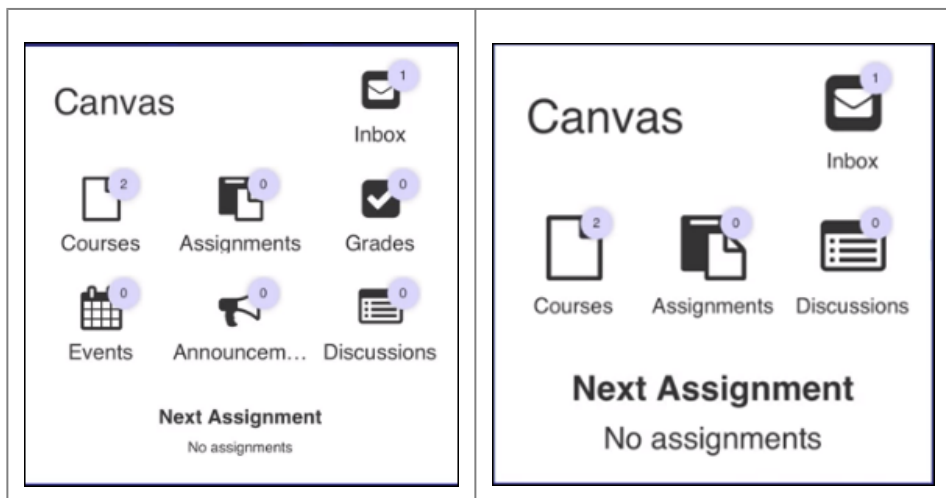 1
Canvas
Inbox
2 0 0
Courses Assignments Grades
0 0 0
Events Announcem... Discussions
Next Assignment
No assignments
1
Canvas
Inbox
2 0 0
Courses Assignments Discussions
Next Assignment
No assignments